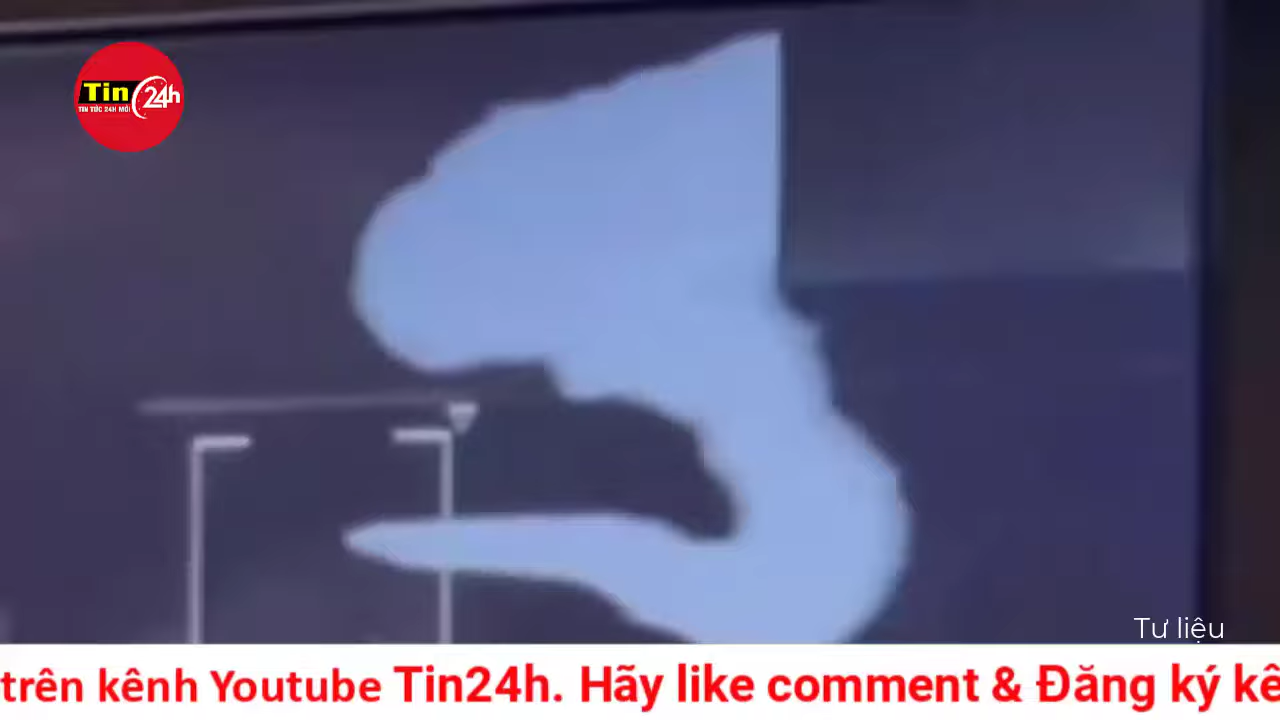 Tin 24h
TIN TỨC 24H MỚI
Tư liệu
trên kênh Youtube Tin24h. Hãy like comment & Đăng ký kê